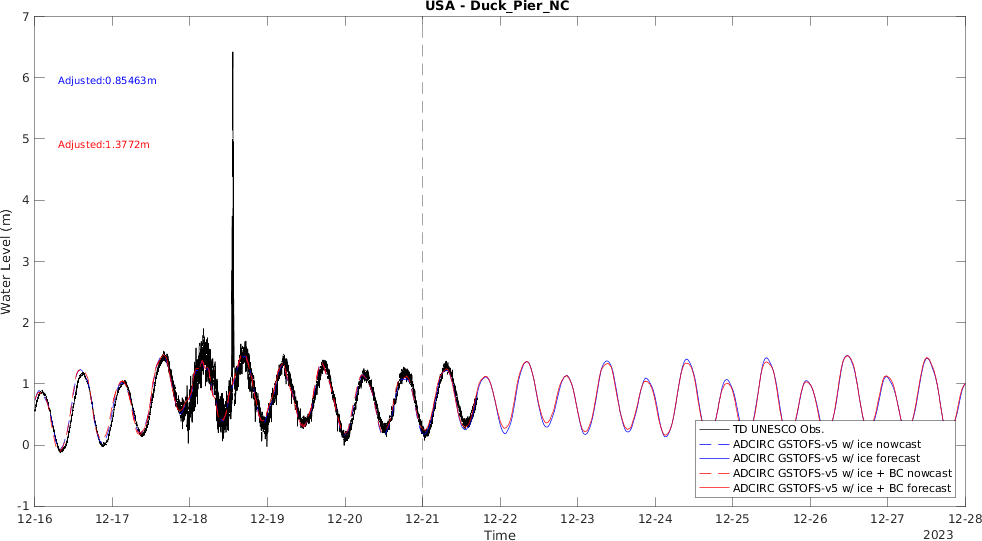 USA - Duck_Pier_NC
7
6
5
4
3
2
1
0
-1
Water Level (m)
Adjusted:0.85463m
Adjusted:1.3772m
TD UNESCO Obs.
ADCIRC GSTOFS-v5 w/ ice nowcast
ADCIRC GSTOFS-v5 w/ ice forecast
ADCIRC GSTOFS-v5 w/ ice + BC nowcast
ADCIRC GSTOFS-v5 w/ ice + BC forecast
12-16 12-17 12-18 12-19 12-20 12-21 12-22 12-23 12-24 12-25 12-26 12-27 12-28
Time
2023